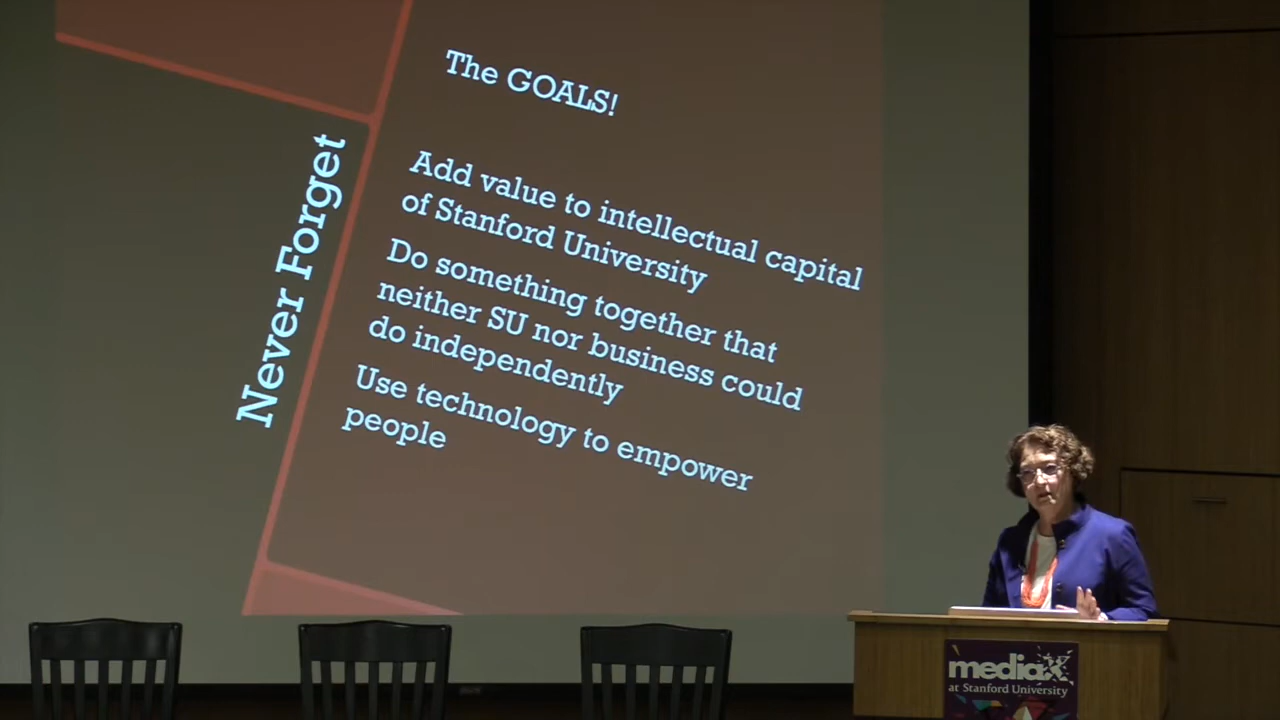 The GOALS!
Never Forget
Add value to intellectual capital
of Stanford University
Do something together that
neither SU nor business could
do independently
Use technology to empower
people
mediaX
at Stanford University